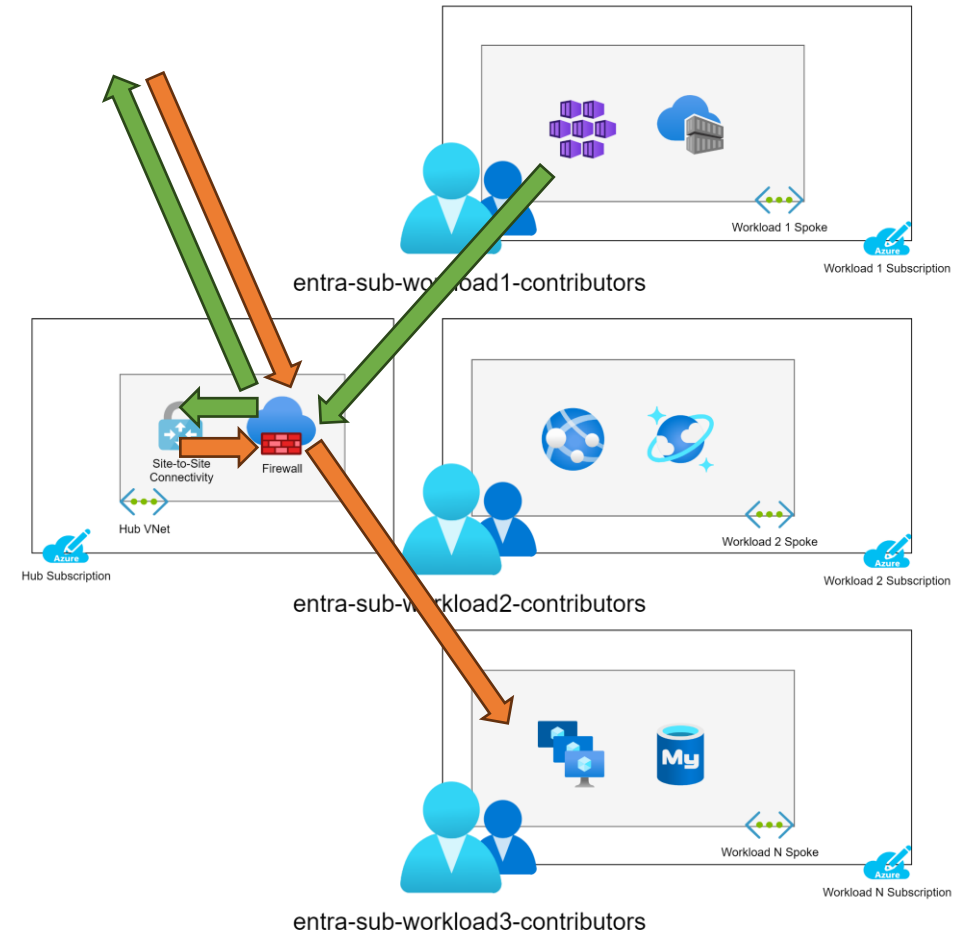 Workload 1 Spoke
Azure
Workload 1 Subscription
entra-sub-workload1-contributors
Site-to-Site
Connectivity
Firewall
Hub VNet
Azure
Hub Subscription
Workload 2 Spoke
Azure
Workload 2 Subscription
entra-sub-workload2-contributors
My
Workload N Spoke
Azure
Workload N Subscription
entra-sub-workload3-contributors